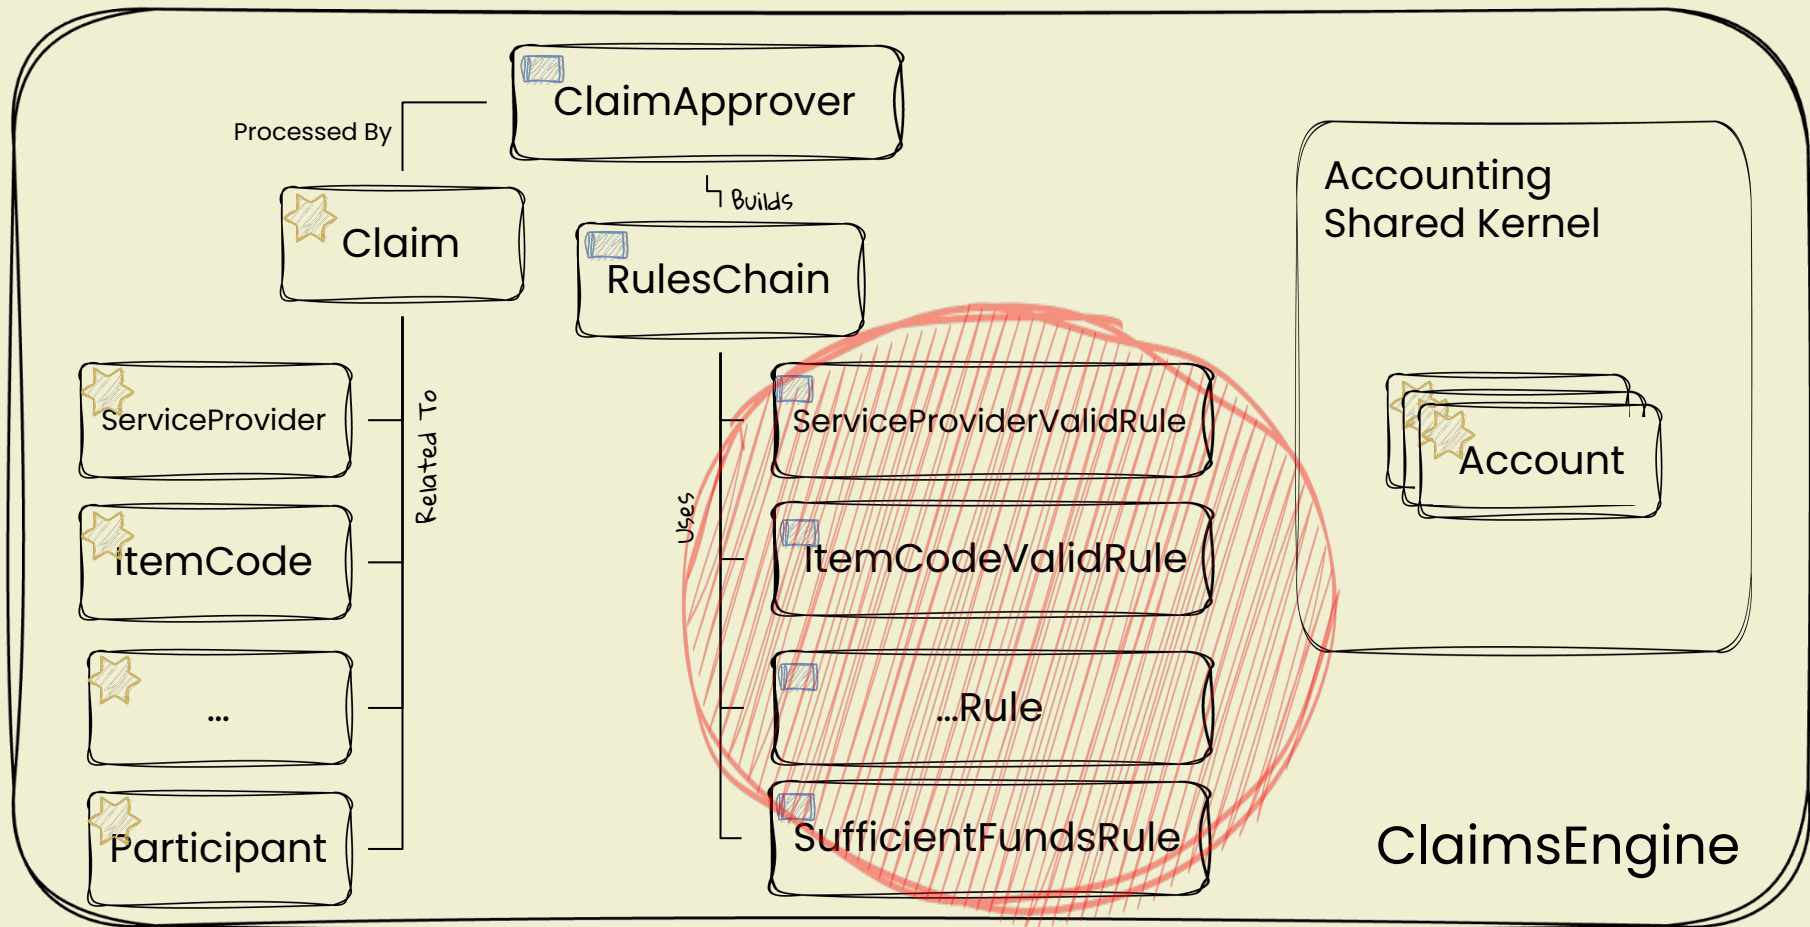 ClaimApprover
Processed By
Builds
Claim
RulesChain
Accounting
Shared Kernel
ServiceProvider
Related To
Uses
ServiceProviderValidRule
Account
ItemCode
ItemCodeValidRule
...
...Rule
Participant
SufficientFundsRule
ClaimsEngine